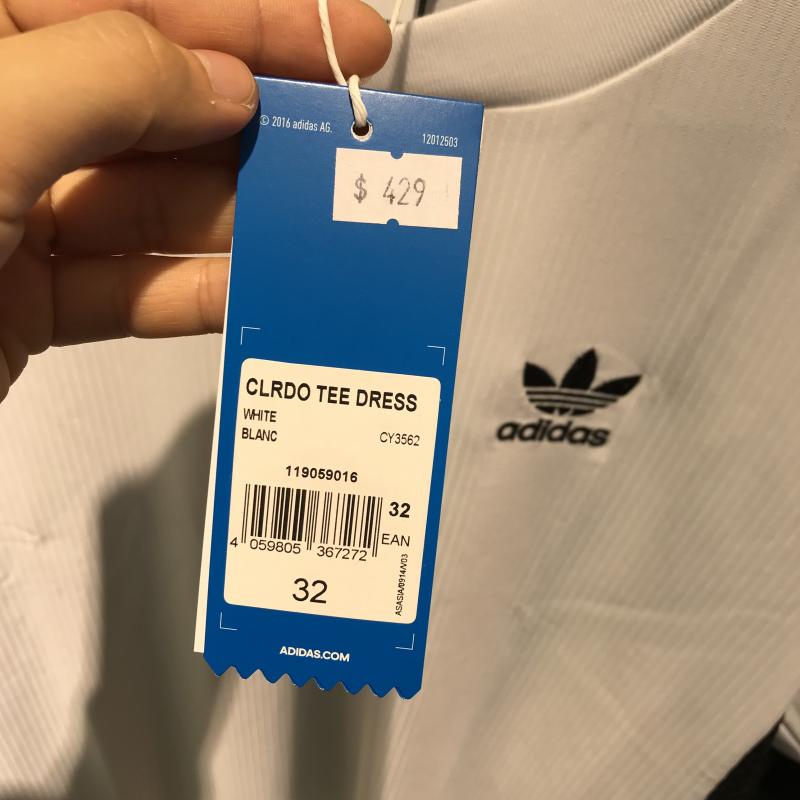 © 2016 adidas AG.
12012503
$ 429
CLRDO TEE DRESS
WHITE
BLANC CY3562
119059016
32
4 059805 367272 EAN
32
ASASIA/0914/V03
ADIDAS.COM
adidas